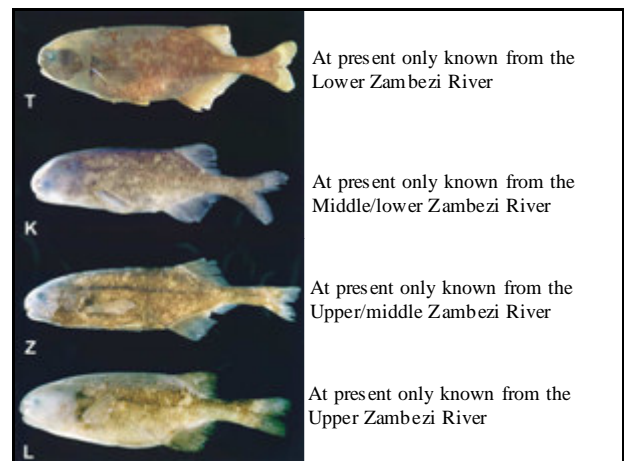 T
At present only known from the
Lower Zambezi River
K
At present only known from the
Middle/lower Zambezi River
Z
At present only known from the
Upper/middle Zambezi River
L
At present only known from the
Upper Zambezi River